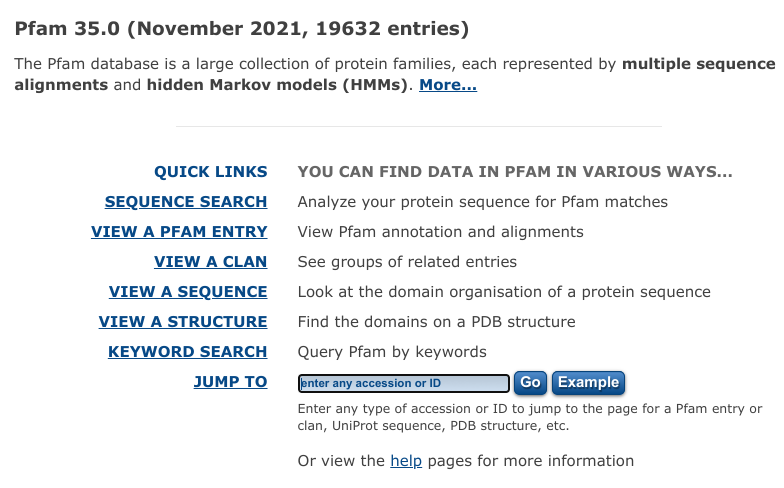 Pfam 35.0 (November 2021, 19632 entries)
The Pfam database is a large collection of protein families, each represented by multiple sequence
alignments and hidden Markov models (HMMs). More...
QUICK LINKS YOU CAN FIND DATA IN PFAM IN VARIOUS WAYS...
SEQUENCE SEARCH Analyze your protein sequence for Pfam matches
VIEW A PFAM ENTRY View Pfam annotation and alignments
VIEW A CLAN See groups of related entries
VIEW A SEQUENCE Look at the domain organisation of a protein sequence
VIEW A STRUCTURE Find the domains on a PDB structure
KEYWORD SEARCH Query Pfam by keywords
JUMP TO enter any accession or ID Go Example
Enter any type of accession or ID to jump to the page for a Pfam entry or
clan, UniProt sequence, PDB structure, etc.
Or view the help pages for more information